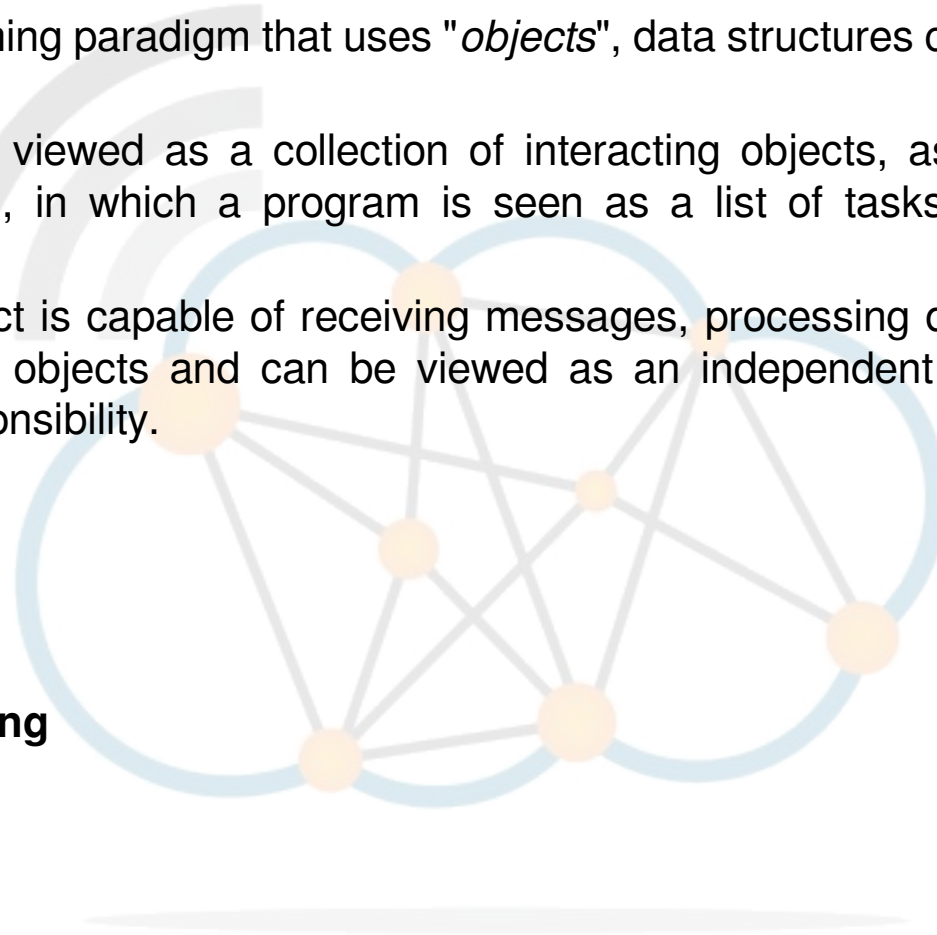 ning paradigm that uses "objects", data structures c
viewed as a collection of interacting objects, as
, in which a program is seen as a list of tasks
ct is capable of receiving messages, processing c
objects and can be viewed as an independent
onsibility.
ng